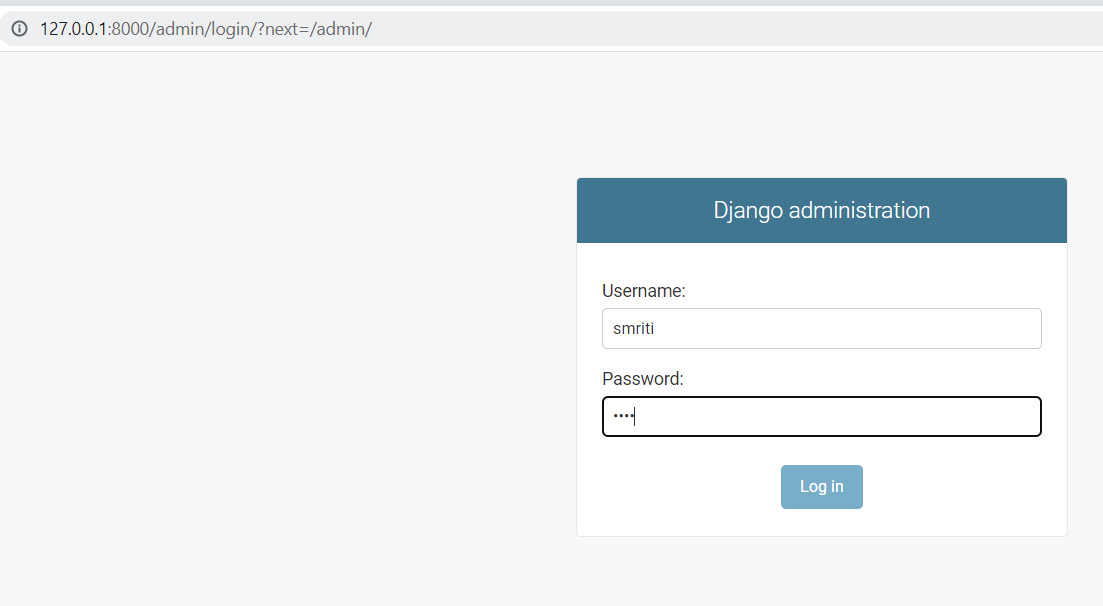 127.0.0.1:8000/admin/login/?next=/admin/
Django administration
Username:
smriti
Password:
••••
Log in